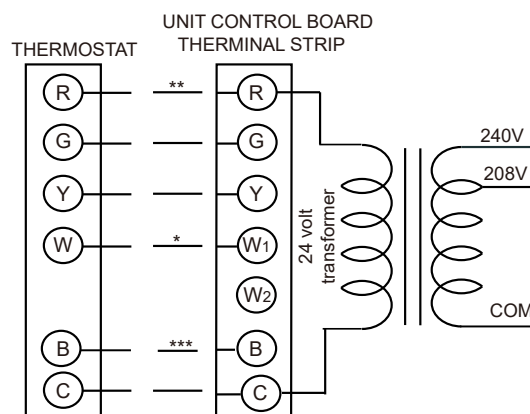 UNIT CONTROL BOARD
THERMINAL STRIP
THERMOSTAT
R ** R
G G
Y Y
W * W1
W2
B *** B
C C
24 volt
transformer
240V
208V
COM